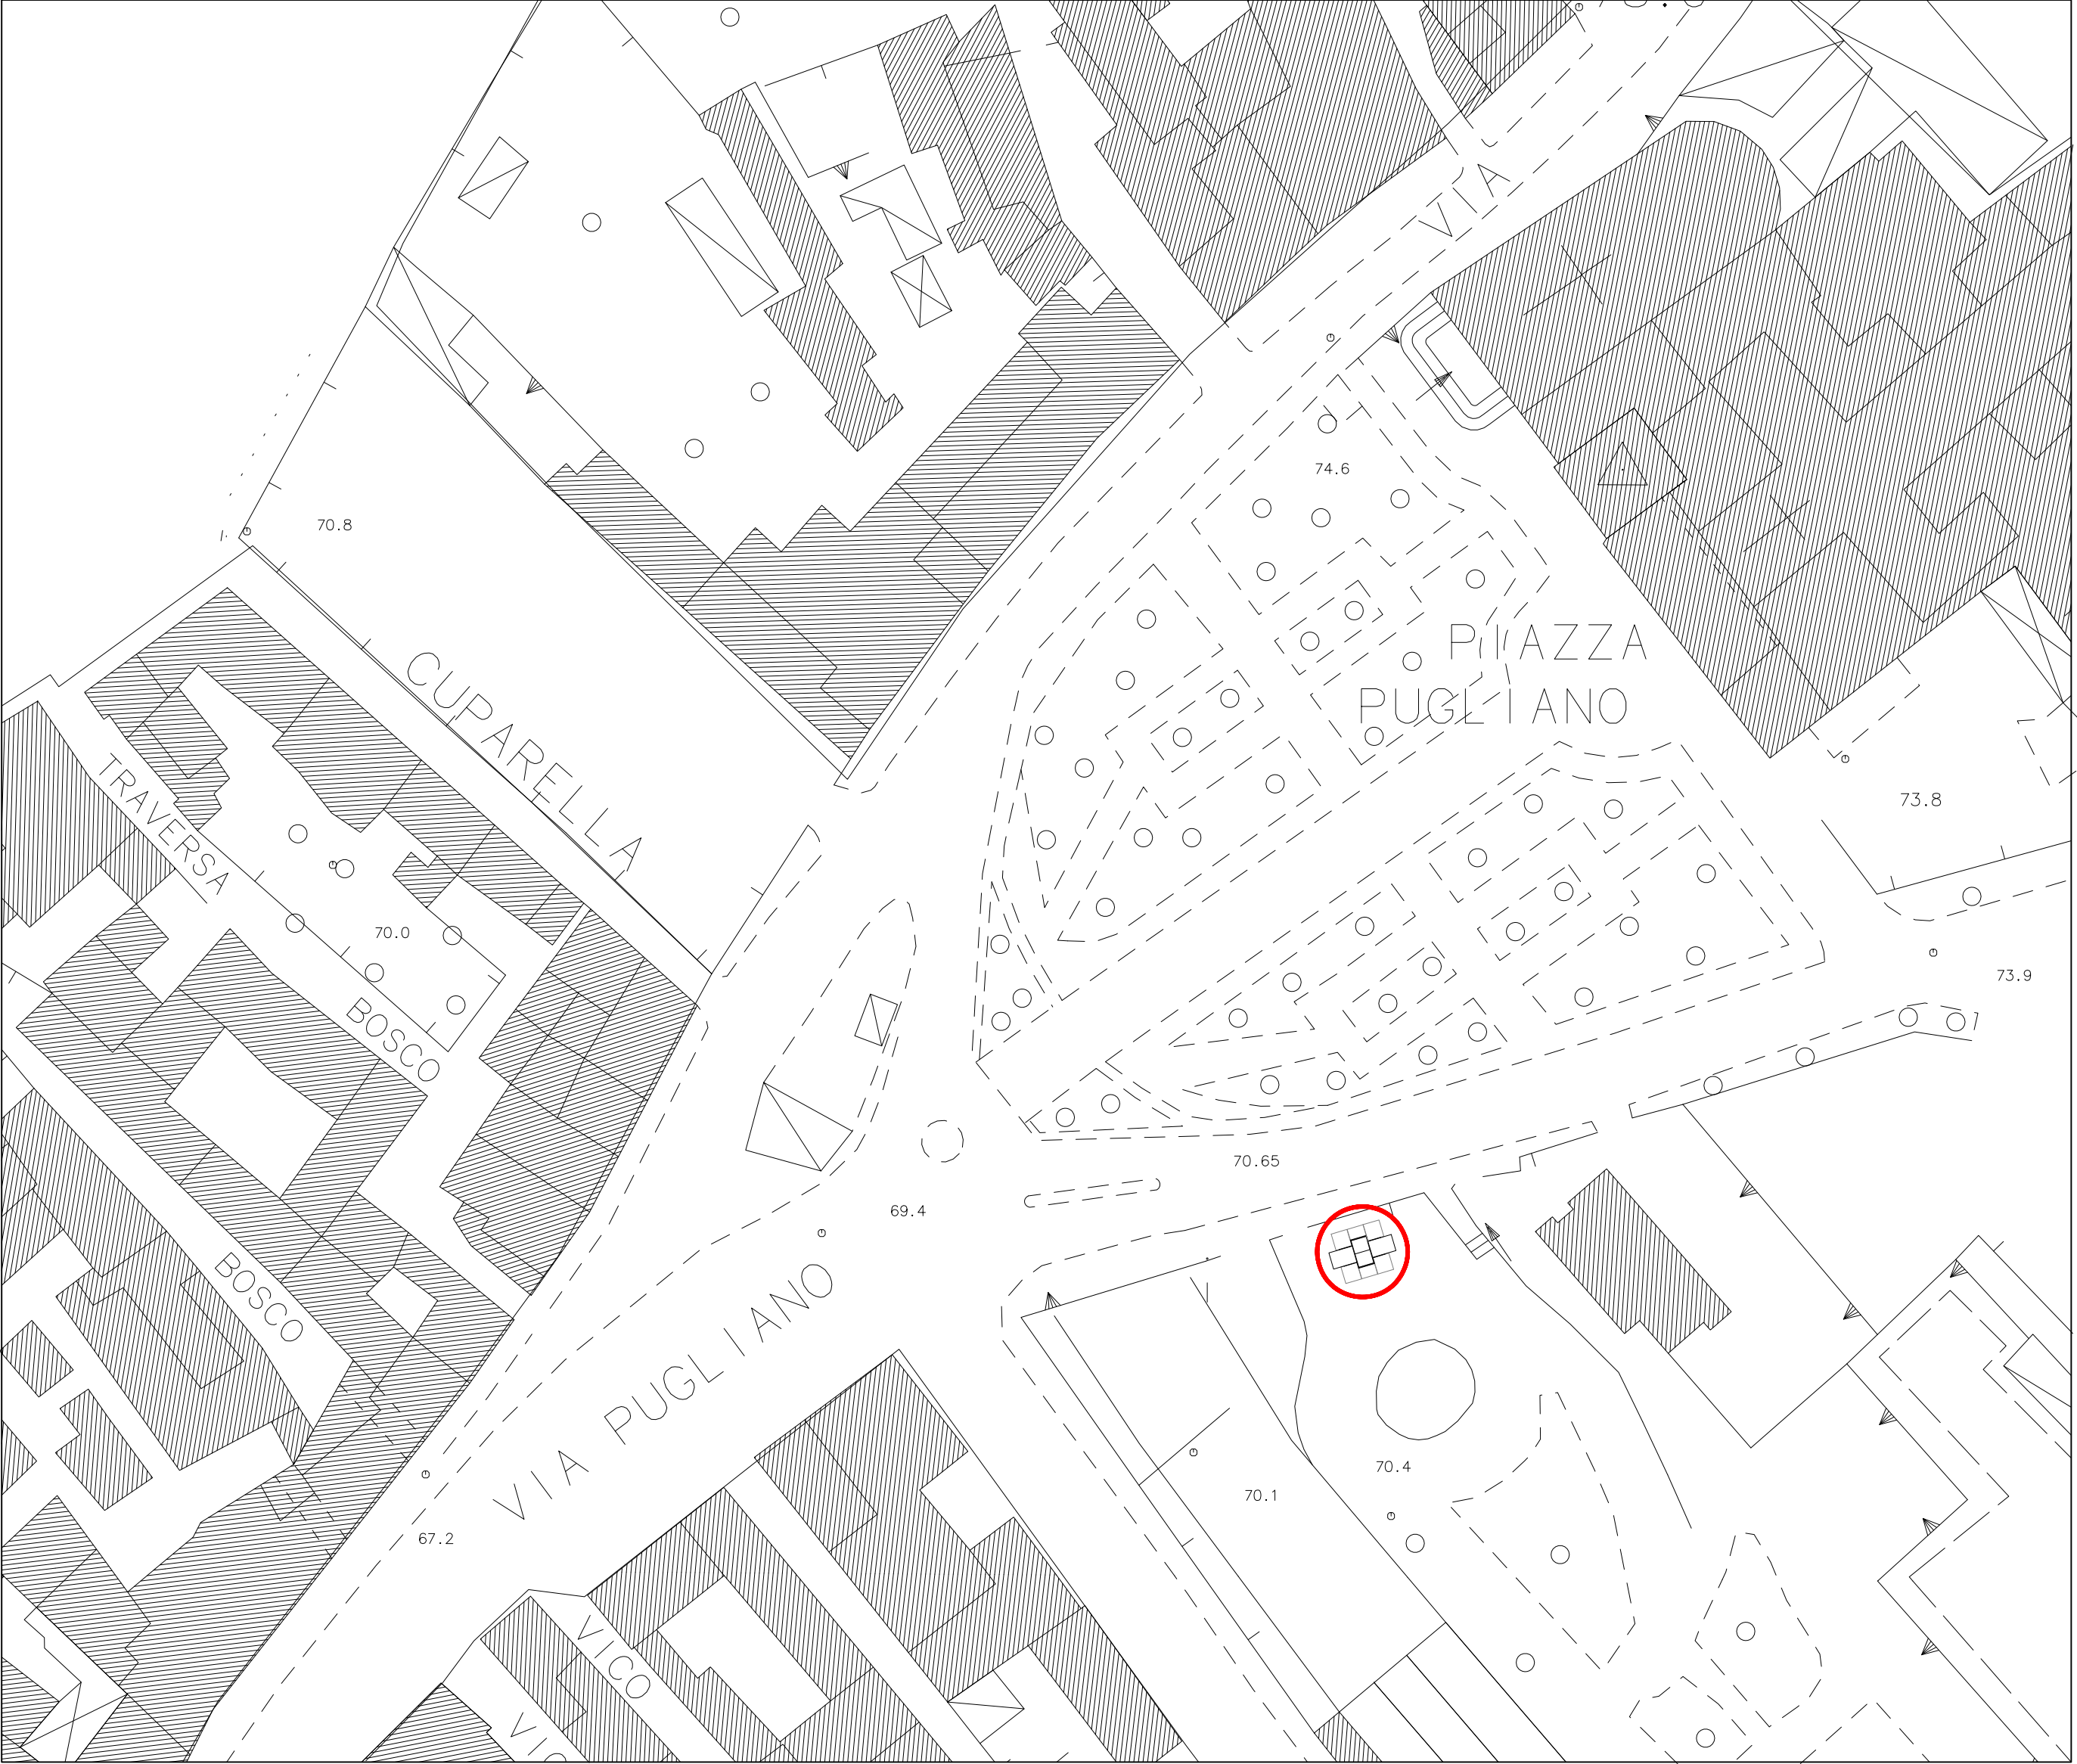 VIA
74.6
70.8
PIAZZA
PUGLIANO
CUPARELLA
TRAVERSA
73.8
70.0
73.9
BOSCO
70.65
69.4
BOSCO
VIA PUGLIANO
70.4
70.1
67.2
VICO